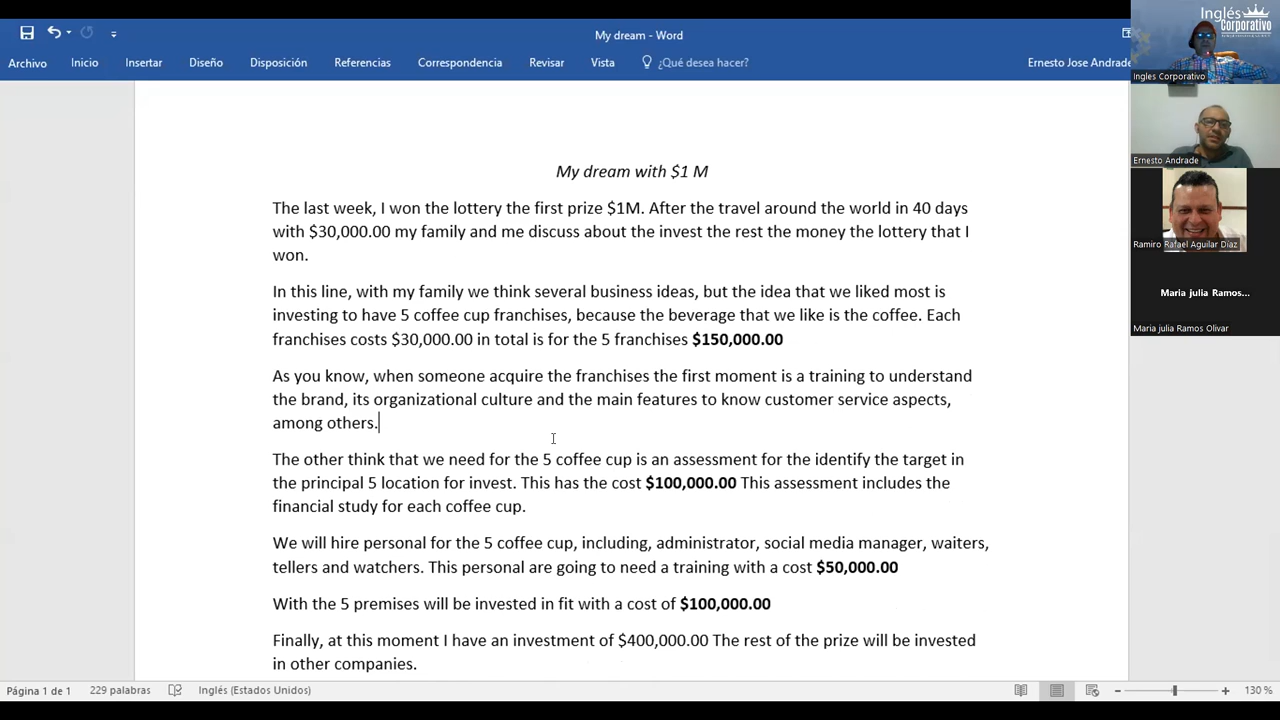 My dream - Word
Inglés
Corporativo
Archivo Inicio Insertar Diseño Disposición Referencias Correspondencia Revisar Vista ¿Qué desea hacer? Ernesto Jose Andrade
Ingles Corporativo
Ernesto Andrade
Ramiro Rafael Aguilar Díaz
Maria julia Ramos...
Maria julia Ramos Olivar
My dream with $1 M
The last week, I won the lottery the first prize $1M. After the travel around the world in 40 days
with $30,000.00 my family and me discuss about the invest the rest the money the lottery that I
won.
In this line, with my family we think several business ideas, but the idea that we liked most is
investing to have 5 coffee cup franchises, because the beverage that we like is the coffee. Each
franchises costs $30,000.00 in total is for the 5 franchises $150,000.00
As you know, when someone acquire the franchises the first moment is a training to understand
the brand, its organizational culture and the main features to know customer service aspects,
among others.
The other think that we need for the 5 coffee cup is an assessment for the identify the target in
the principal 5 location for invest. This has the cost $100,000.00 This assessment includes the
financial study for each coffee cup.
We will hire personal for the 5 coffee cup, including, administrator, social media manager, waiters,
tellers and watchers. This personal are going to need a training with a cost $50,000.00
With the 5 premises will be invested in fit with a cost of $100,000.00
Finally, at this moment I have an investment of $400,000.00 The rest of the prize will be invested
in other companies.
Página 1 de 1 229 palabras Inglés (Estados Unidos) 130 %